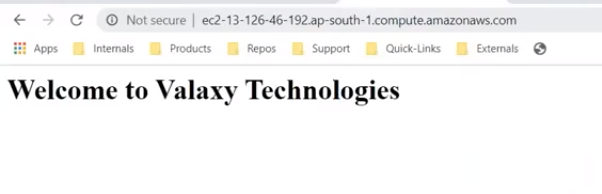 Not secure | ec2-13-126-46-192.ap-south-1.compute.amazonaws.com
Apps Internals Products Repos Support Quick-Links Externals
Welcome to Valaxy Technologies